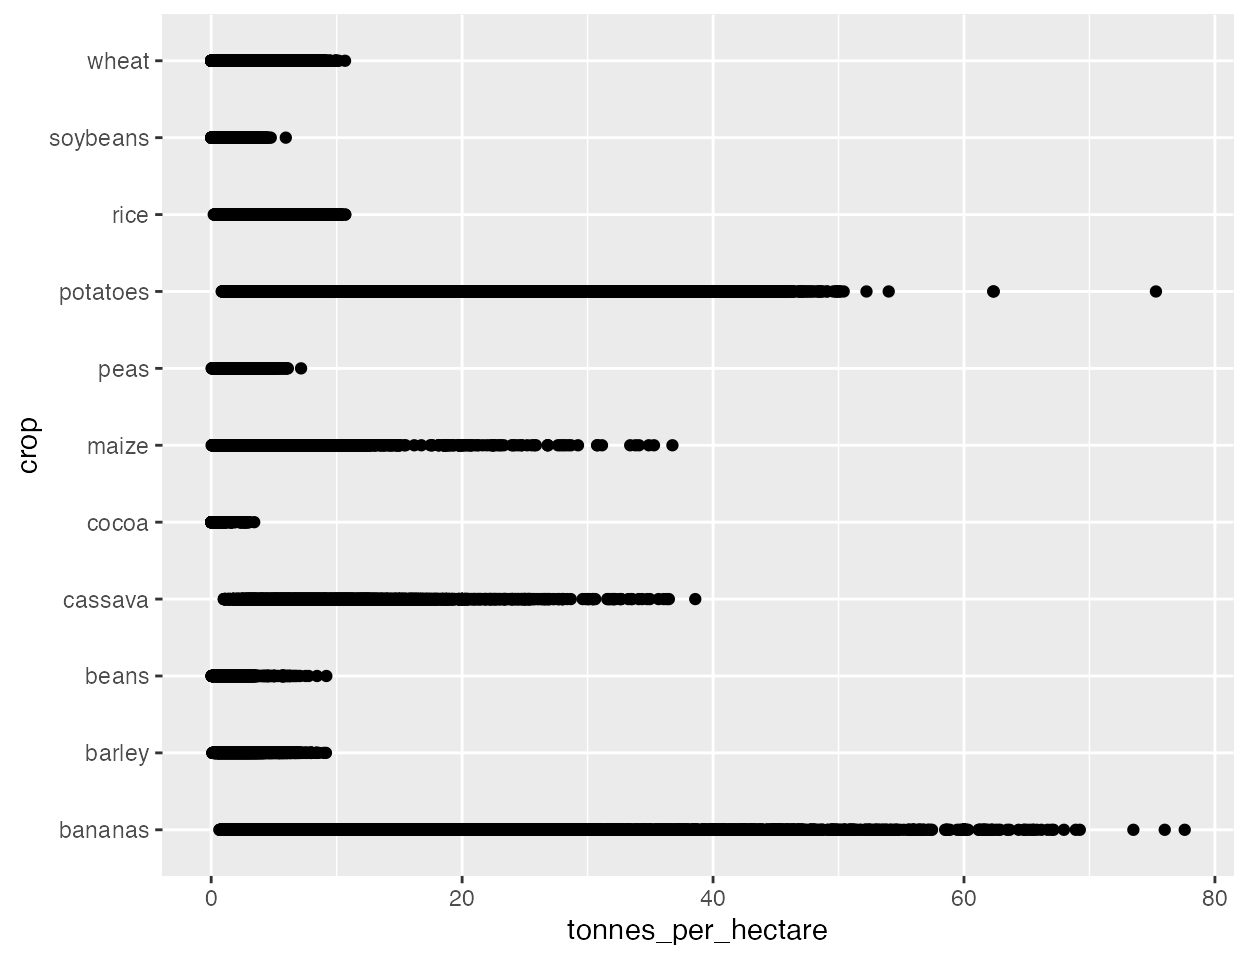 wheat
soybeans
rice
potatoes
peas
maize
cocoa
cassava
beans
barley
bananas
crop
0 20 40 60 80
tonnes_per_hectare